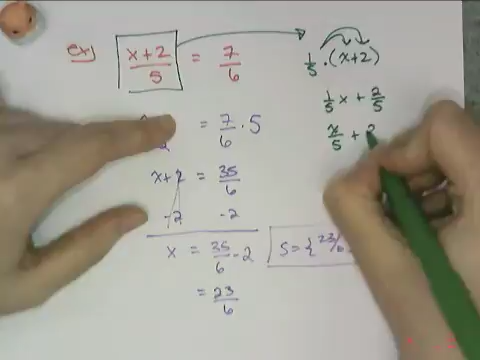 ex) x+2/5 = 7/6
1/5 · (x+2)
1/5 x + 2/5
x/5 +
= 7/6 · 5
x+2 = 35/6
-2 -2
x = 35/6 - 2
S = { 23/6
= 23/6